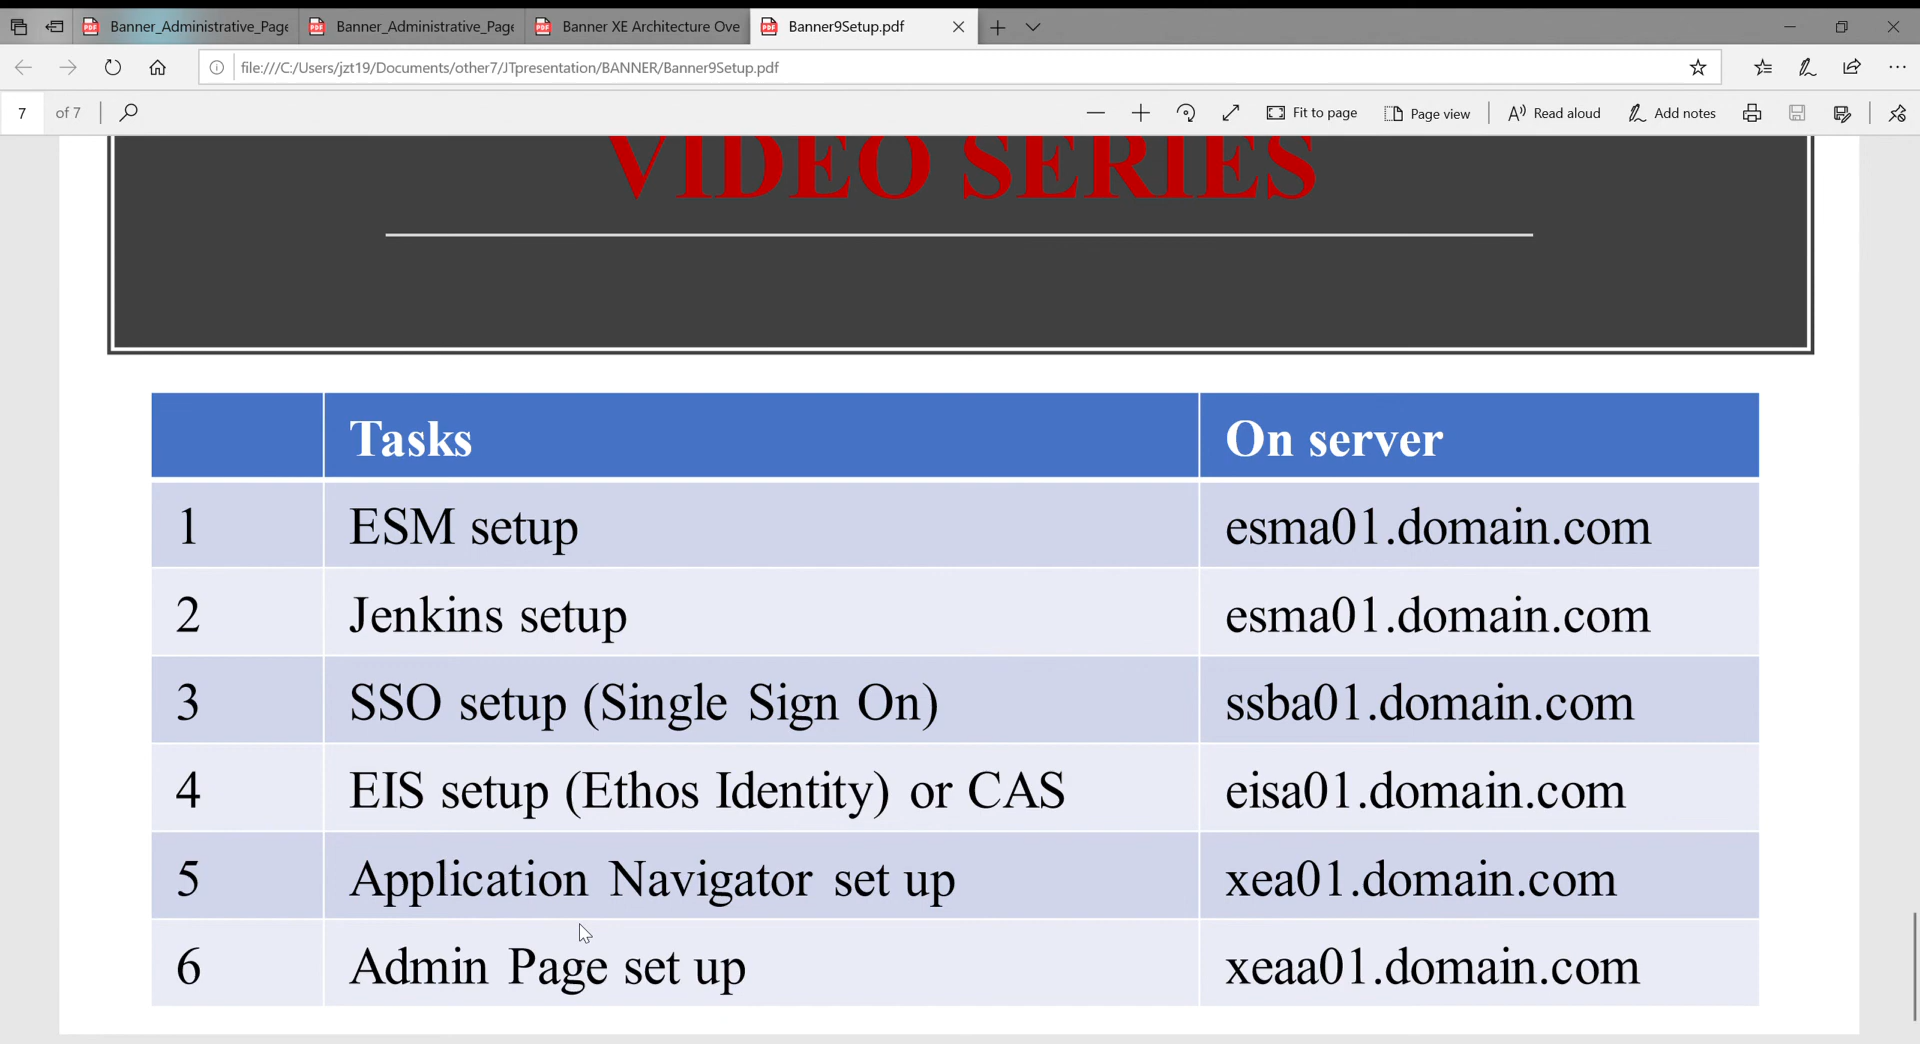 Banner_Administrative_Page
Banner_Administrative_Page
Banner XE Architecture Ove
Banner9Setup.pdf
file:///C:/Users/jzt19/Documents/other7/JTpresentation/BANNER/Banner9Setup.pdf
7 of 7
Fit to page
Page view
Read aloud
Add notes
VIDEO SERIES
Tasks On server
1 ESM setup esma01.domain.com
2 Jenkins setup esma01.domain.com
3 SSO setup (Single Sign On) ssba01.domain.com
4 EIS setup (Ethos Identity) or CAS eisa01.domain.com
5 Application Navigator set up xea01.domain.com
6 Admin Page set up xeaa01.domain.com